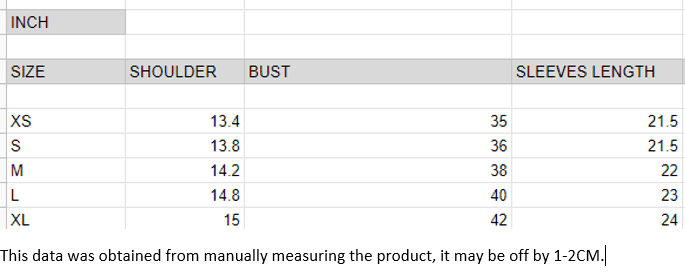 INCH
SIZE SHOULDER BUST SLEEVES LENGTH
XS 13.4 35 21.5
S 13.8 36 21.5
M 14.2 38 22
L 14.8 40 23
XL 15 42 24
This data was obtained from manually measuring the product, it may be off by 1-2CM.